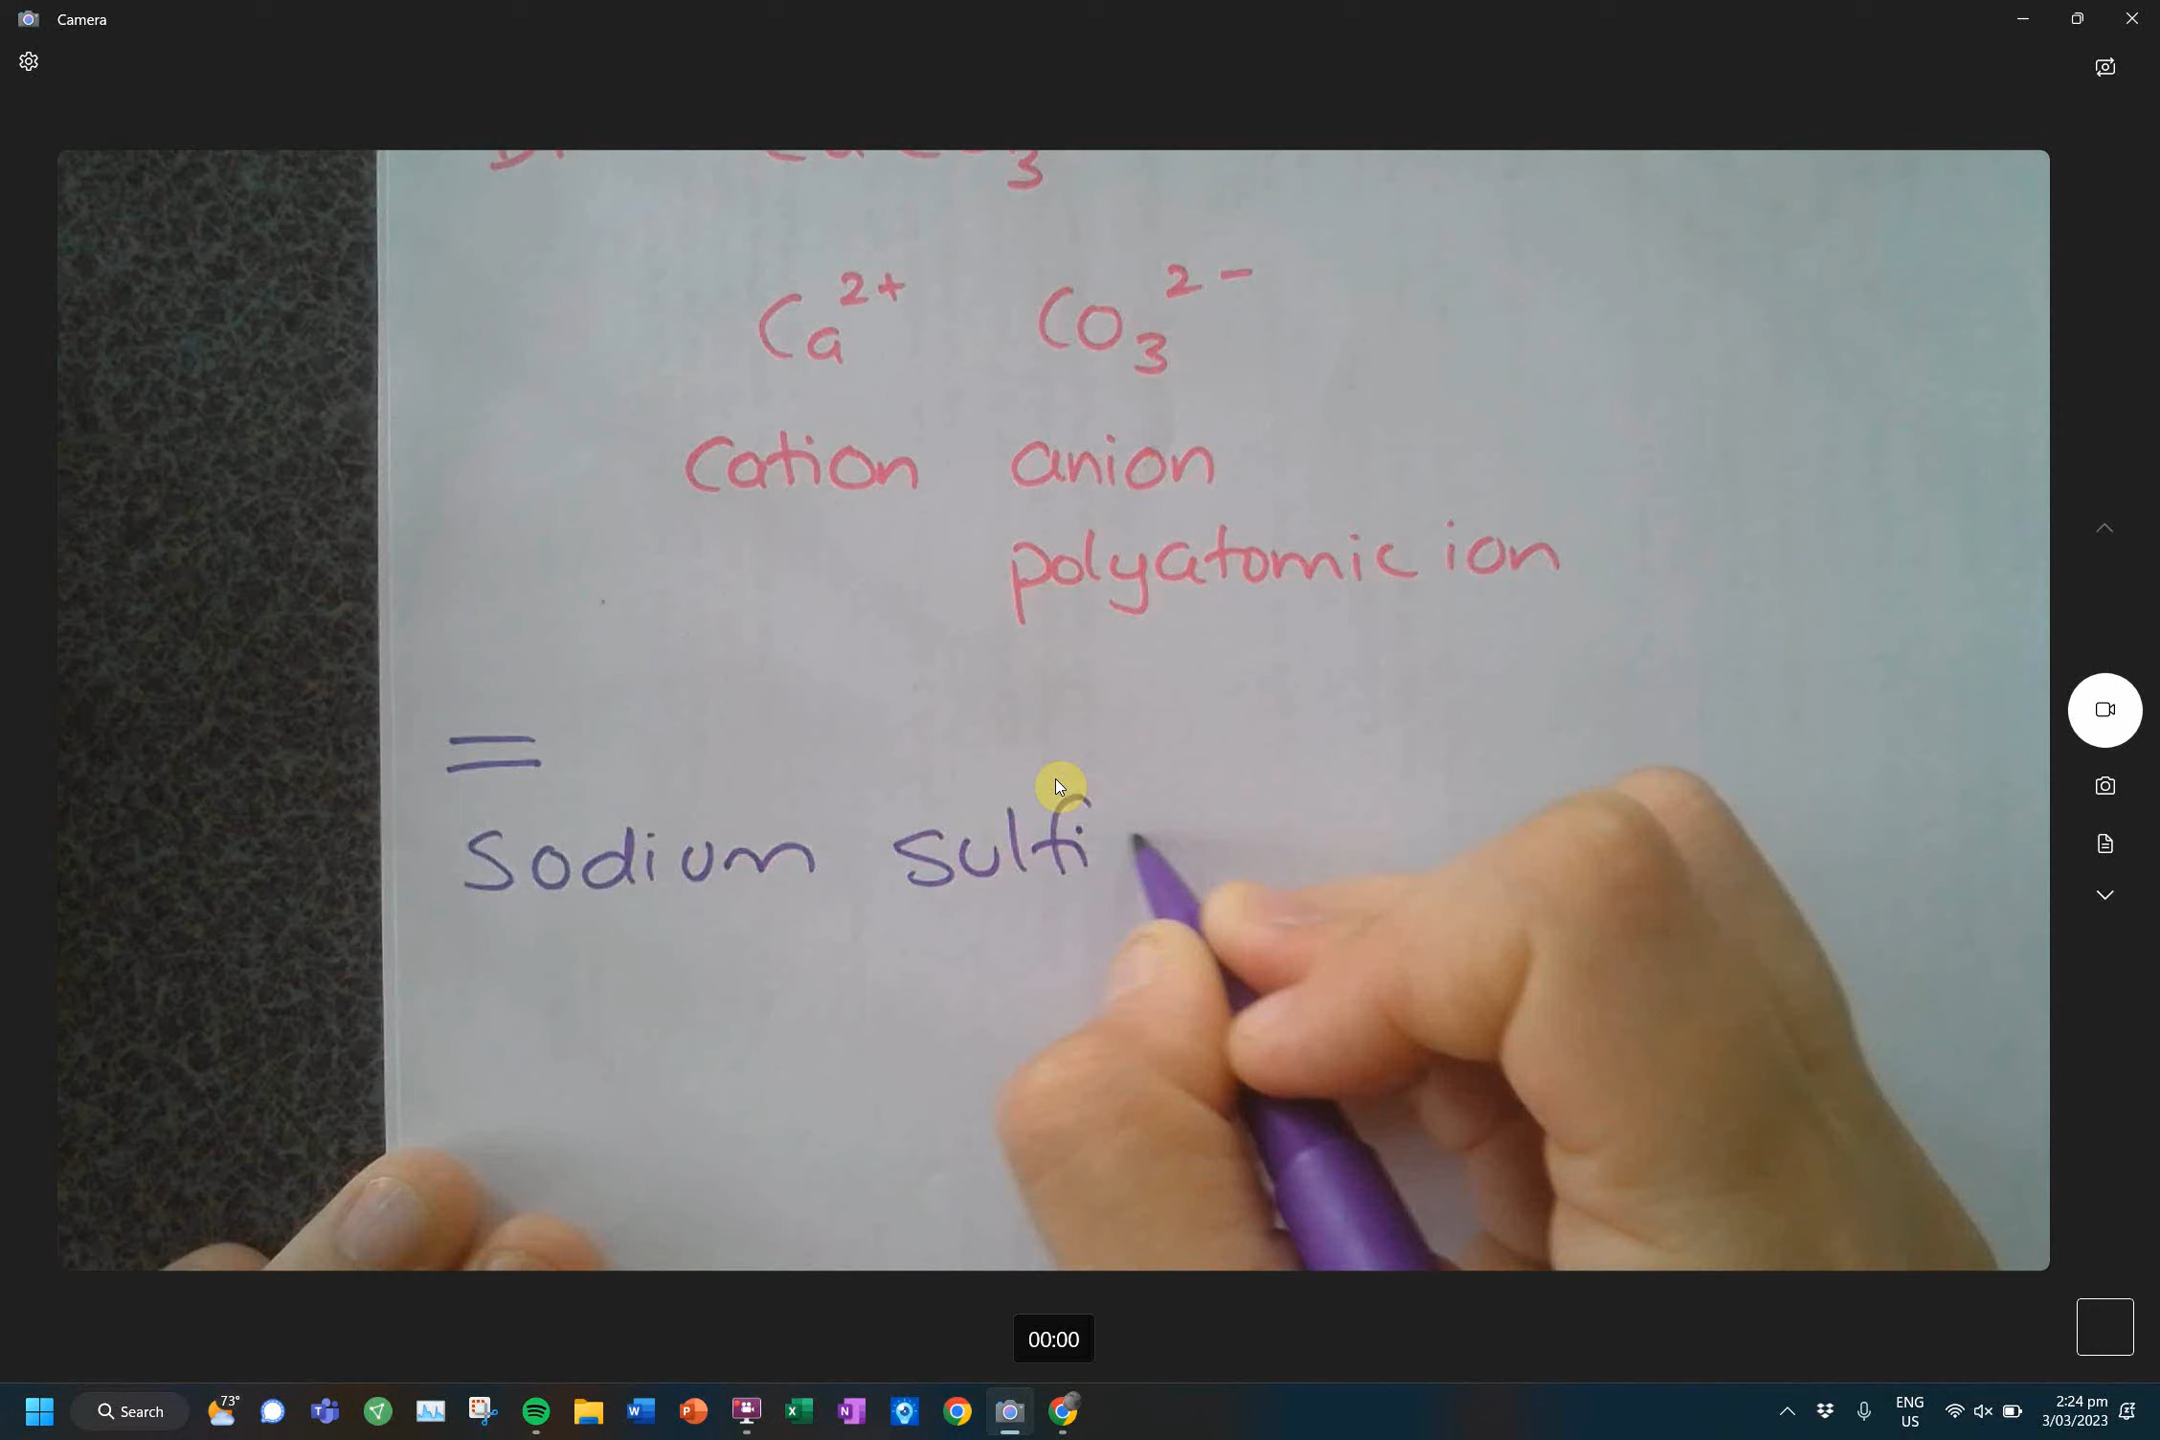 Camera
Ca²⁺ CO₃²⁻
Cation anion
polyatomic ion
Sodium sulfi
00:00
73°
Search
ENG
US
2:24 pm
3/03/2023